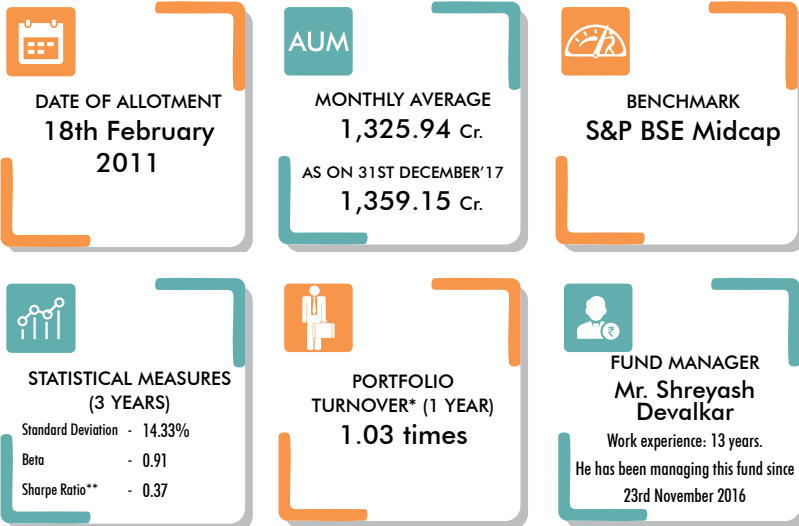 DATE OF ALLOTMENT
18th February
2011
AUM
MONTHLY AVERAGE
1,325.94 Cr.
AS ON 31ST DECEMBER'17
1,359.15 Cr.
BENCHMARK
S&P BSE Midcap
STATISTICAL MEASURES
(3 YEARS)
Standard Deviation - 14.33%
Beta - 0.91
Sharpe Ratio** - 0.37
PORTFOLIO
TURNOVER* (1 YEAR)
1.03 times
₹
FUND MANAGER
Mr. Shreyash
Devalkar
Work experience: 13 years.
He has been managing this fund since
23rd November 2016